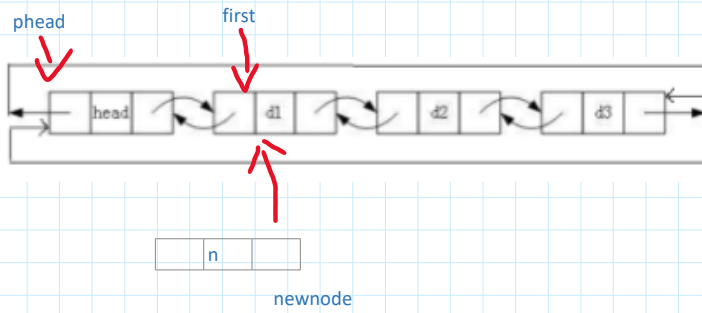 phead
first
head
d1
d2
d3
n
newnode